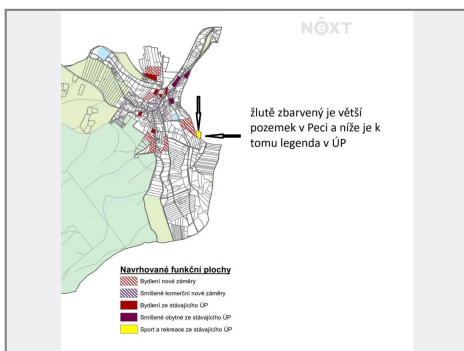 NEXT
žlutě zbarvený je větší
pozemek v Peci a níže je k
tomu legenda v ÚP
Navrhované funkční plochy
Bydlení nové záměry
Smíšené komerční nové záměry
Bydlení ze stávajícího ÚP
Smíšené obytné ze stávajícího ÚP
Sport a rekreace ze stávajícího ÚP